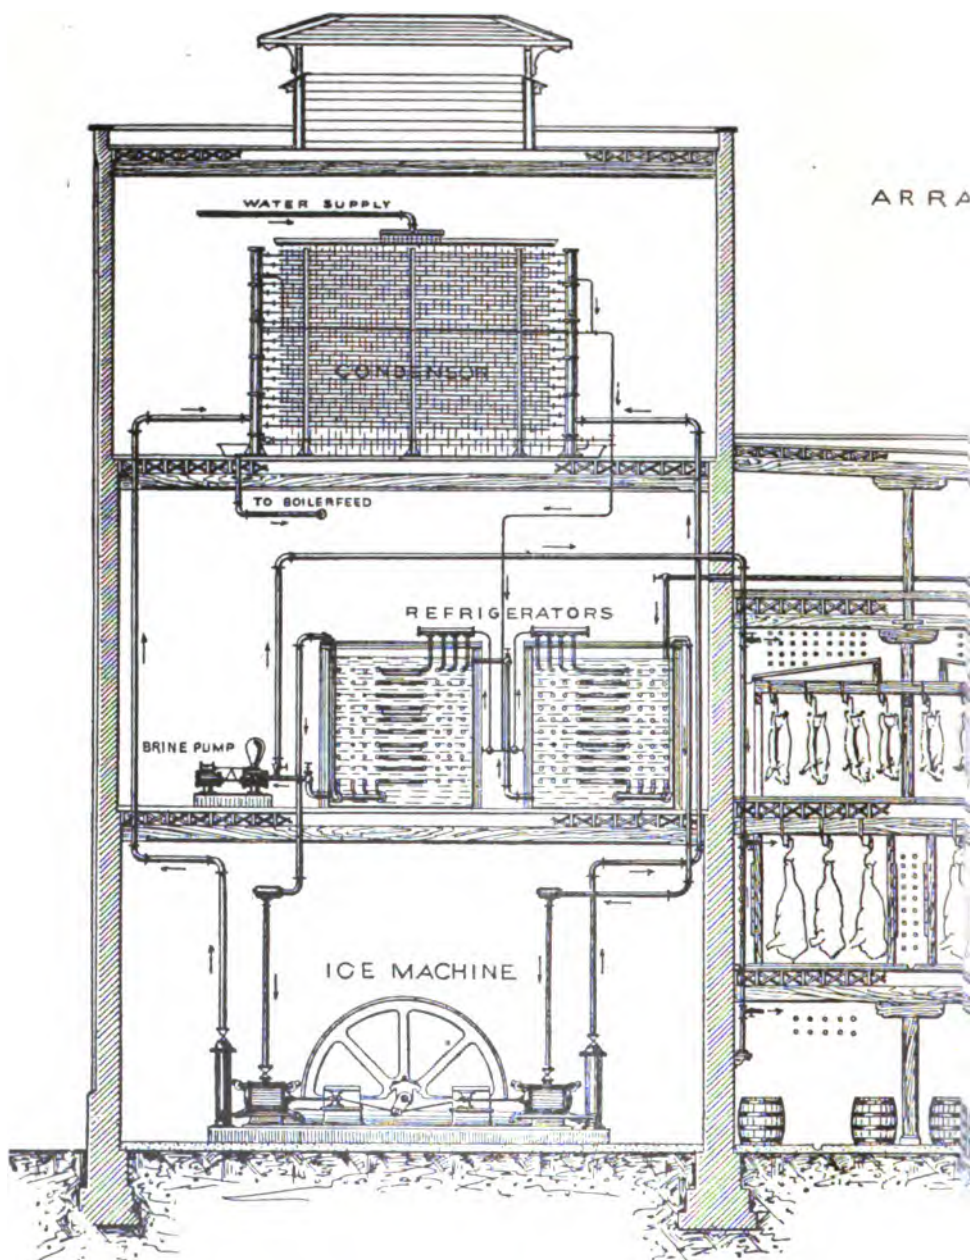 ARRA
WATER SUPPLY
CONDENSOR
TO BOILERFEED
REFRIGERATORS
BRINE PUMP
ICE MACHINE